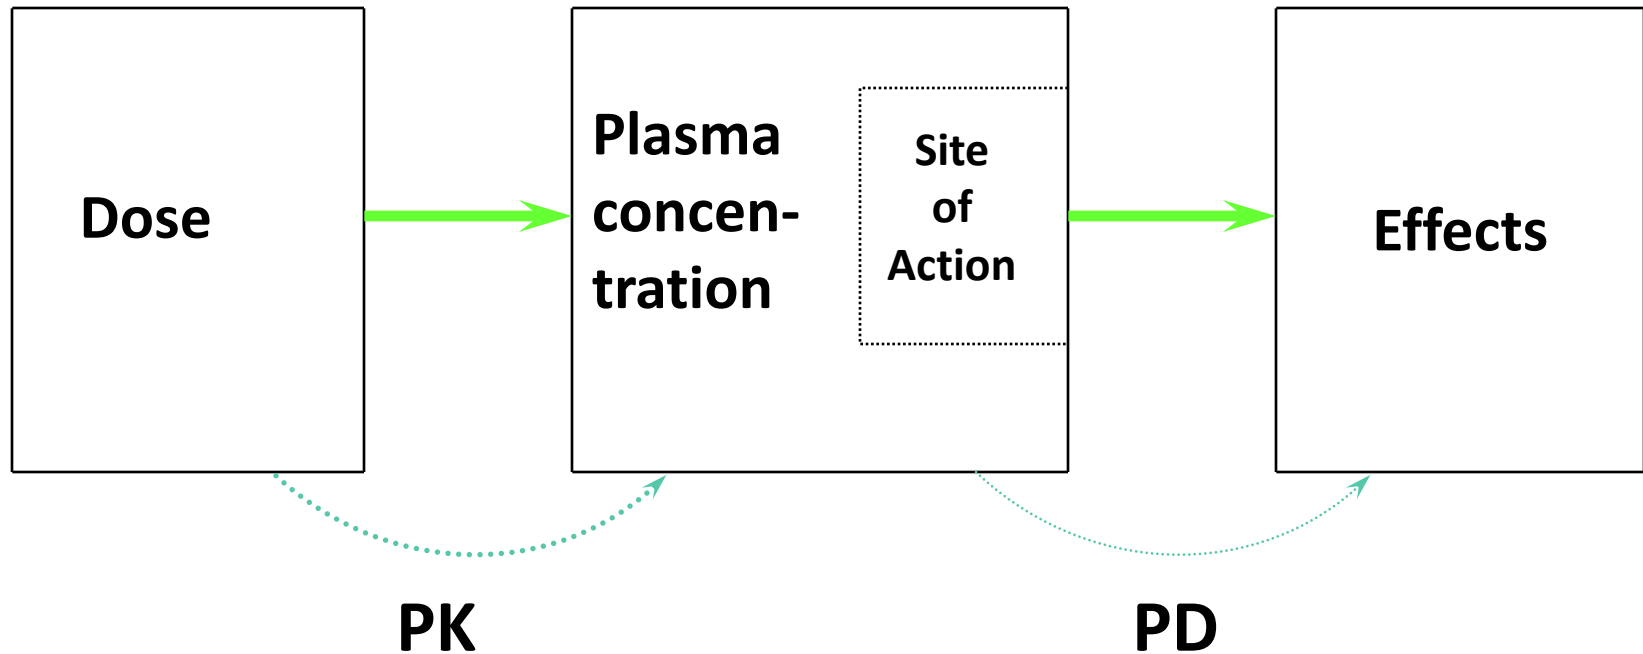 Dose
Plasma
concen-
tration
Site
of
Action
Effects
PK
PD